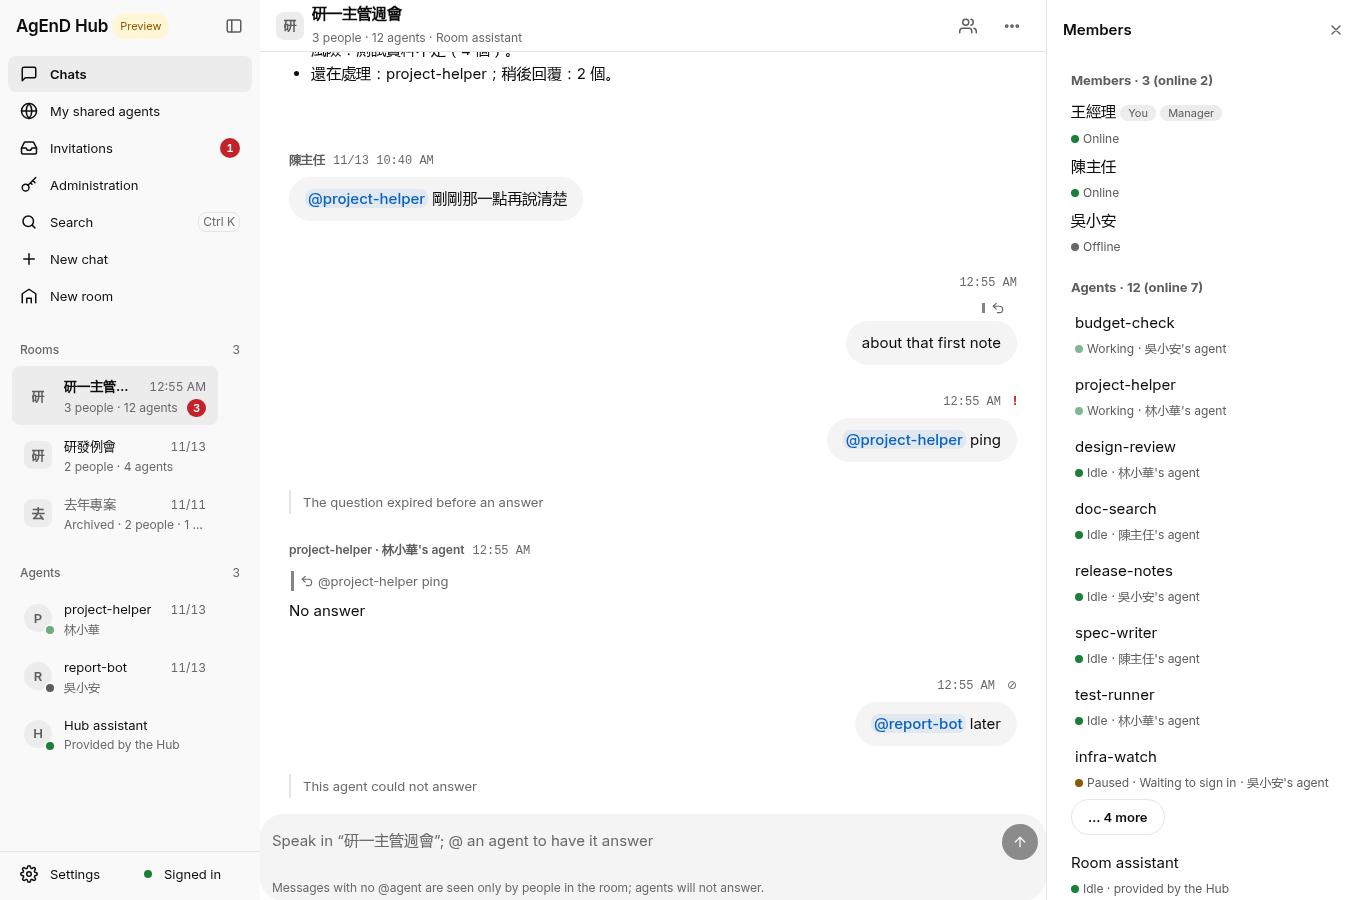 AgEnD Hub Preview
Chats
My shared agents
Invitations 1
Administration
Search Ctrl K
New chat
New room
Rooms 3
研 研一主管... 12:55 AM
3 people · 12 agents 3
研 研發例會 11/13
2 people · 4 agents
去 去年專案 11/11
Archived · 2 people · 1 ...
Agents 3
P project-helper 11/13
林小華
R report-bot 11/13
吳小安
H Hub assistant
Provided by the Hub
Settings Signed in
研 研一主管週會
3 people · 12 agents · Room assistant
風險：測試資料不足（4 個）。
• 還在處理：project-helper；稍後回覆：2 個。
陳主任 11/13 10:40 AM
@project-helper 剛剛那一點再說清楚
12:55 AM
about that first note
12:55 AM !
@project-helper ping
The question expired before an answer
project-helper · 林小華's agent 12:55 AM
@project-helper ping
No answer
12:55 AM
@report-bot later
This agent could not answer
Speak in “研一主管週會”; @ an agent to have it answer
Messages with no @agent are seen only by people in the room; agents will not answer.
Members
Members · 3 (online 2)
王經理 You Manager
Online
陳主任
Online
吳小安
Offline
Agents · 12 (online 7)
budget-check
Working · 吳小安's agent
project-helper
Working · 林小華's agent
design-review
Idle · 林小華's agent
doc-search
Idle · 陳主任's agent
release-notes
Idle · 吳小安's agent
spec-writer
Idle · 陳主任's agent
test-runner
Idle · 林小華's agent
infra-watch
Paused · Waiting to sign in · 吳小安's agent
... 4 more
Room assistant
Idle · provided by the Hub